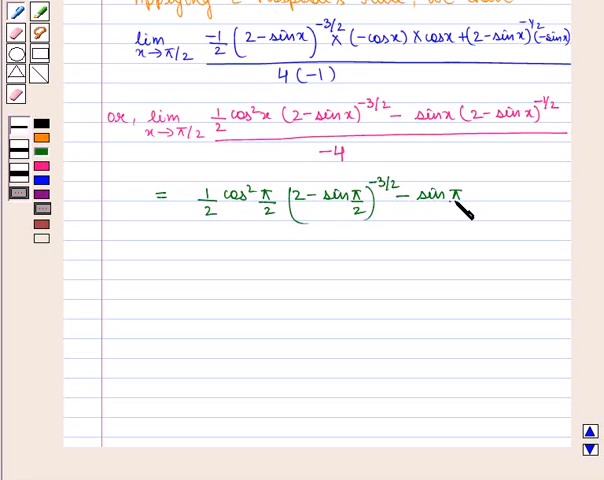 Applying L' Hospital's Rule, we have
lim x→π/2 -1/2 (2-sinx)^-3/2 × (-cosx) × cosx + (2-sinx)^-1/2 (-sinx) / 4(-1)
or, lim x→π/2 1/2 cos²x (2-sinx)^-3/2 - sinx (2-sinx)^-1/2 / -4
= 1/2 cos² π/2 (2 - sin π/2)^-3/2 - sin π